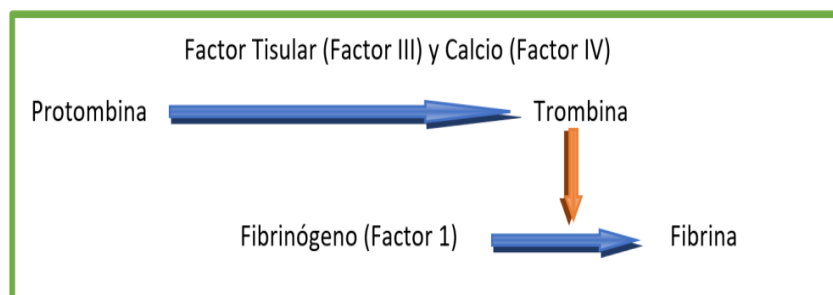 Factor Tisular (Factor III) y Calcio (Factor IV)
Protombina Trombina
Fibrinógeno (Factor 1) Fibrina